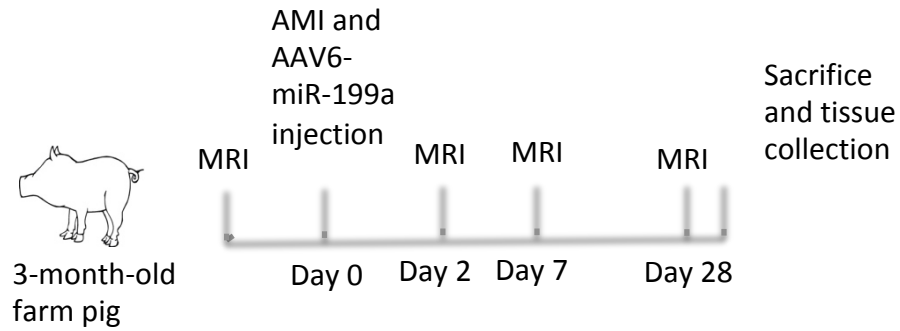 AMI and
AAV6-
miR-199a
injection
Sacrifice
and tissue
collection
MRI
MRI
MRI
MRI
Day 0
Day 2
Day 7
Day 28
3-month-old
farm pig